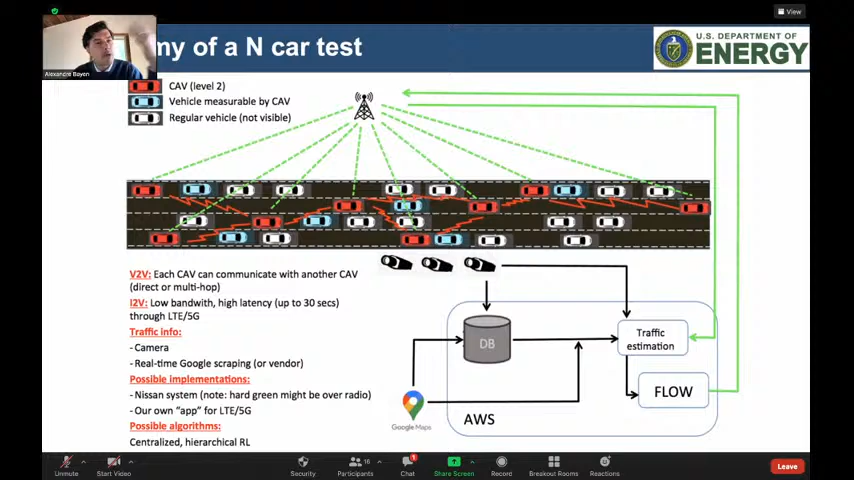 View
my of a N car test
U.S. DEPARTMENT OF
ENERGY
Alexandre Bayen
CAV (level 2)
Vehicle measurable by CAV
Regular vehicle (not visible)
V2V: Each CAV can communicate with another CAV
(direct or multi-hop)
I2V: Low bandwith, high latency (up to 30 secs)
through LTE/5G
Traffic info:
- Camera
- Real-time Google scraping (or vendor)
Possible implementations:
- Nissan system (note: hard green might be over radio)
- Our own "app" for LTE/5G
Possible algorithms:
Centralized, hierarchical RL
DB
Traffic
estimation
FLOW
Google Maps
AWS
Unmute
Start Video
Security
16
Participants
1
Chat
Share Screen
Record
Breakout Rooms
Reactions
Leave